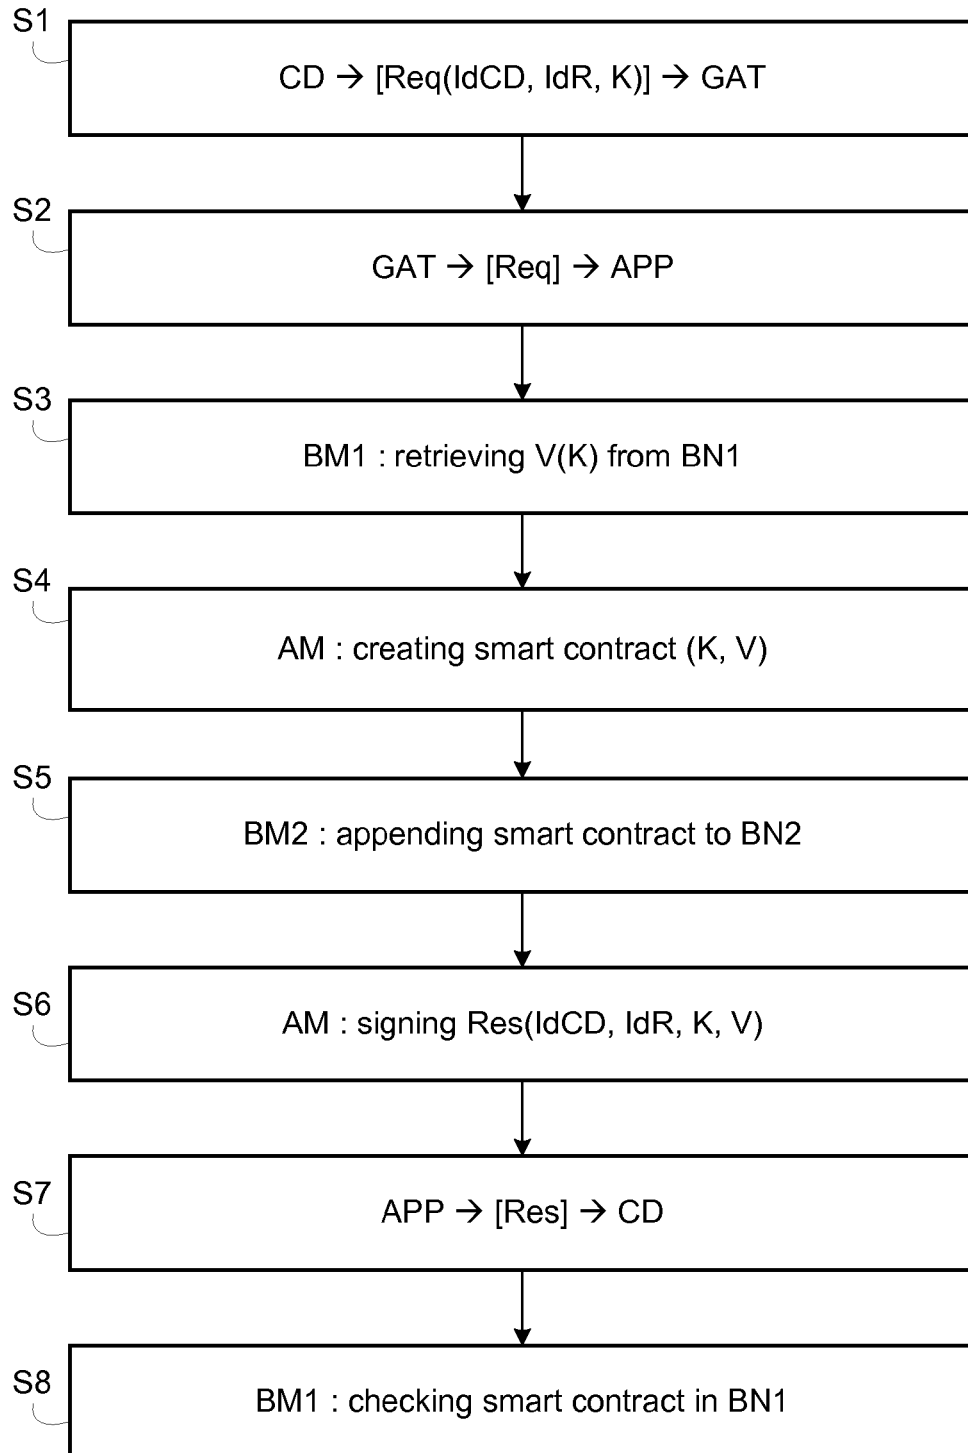 S1
CD → [Req(IdCD, IdR, K)] → GAT
S2
GAT → [Req] → APP
S3
BM1 : retrieving V(K) from BN1
S4
AM : creating smart contract (K, V)
S5
BM2 : appending smart contract to BN2
S6
AM : signing Res(IdCD, IdR, K, V)
S7
APP → [Res] → CD
S8
BM1 : checking smart contract in BN1